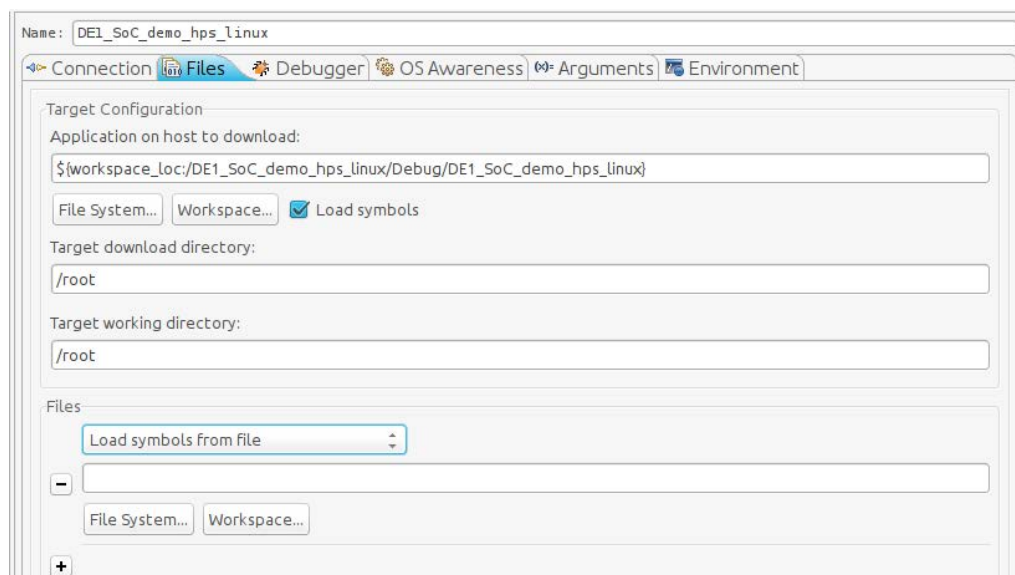 Name: DE1_SoC_demo_hps_linux
Connection Files Debugger OS Awareness (x)= Arguments Environment
Target Configuration
Application on host to download:
${workspace_loc:/DE1_SoC_demo_hps_linux/Debug/DE1_SoC_demo_hps_linux}
File System... Workspace... Load symbols
Target download directory:
/root
Target working directory:
/root
Files
Load symbols from file
File System... Workspace...